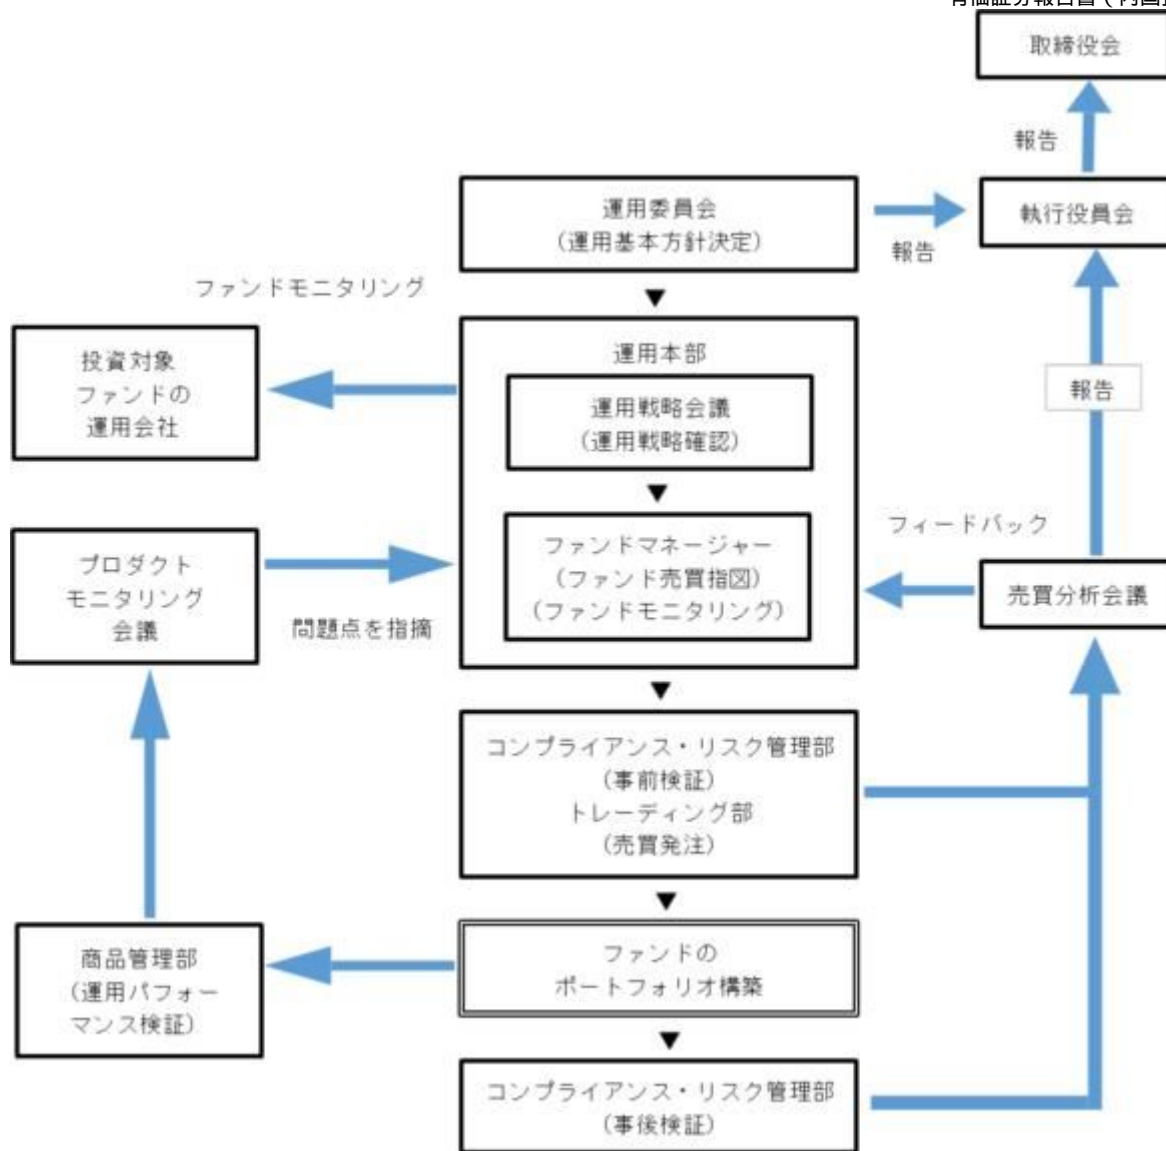 取締役会
報告
運用委員会
(運用基本方針決定)
報告
執行役員会
ファンドモニタリング
投資対象
ファンドの
運用会社
運用本部
運用戦略会議
(運用戦略確認)
報告
ファンドマネージャー
(ファンド売買指図)
(ファンドモニタリング)
フィードバック
売買分析会議
プロダクト
モニタリング
会議
問題点を指摘
コンプライアンス・リスク管理部
(事前検証)
トレーディング部
(売買発注)
商品管理部
(運用パフォー
マンス検証)
ファンドの
ポートフォリオ構築
コンプライアンス・リスク管理部
(事後検証)